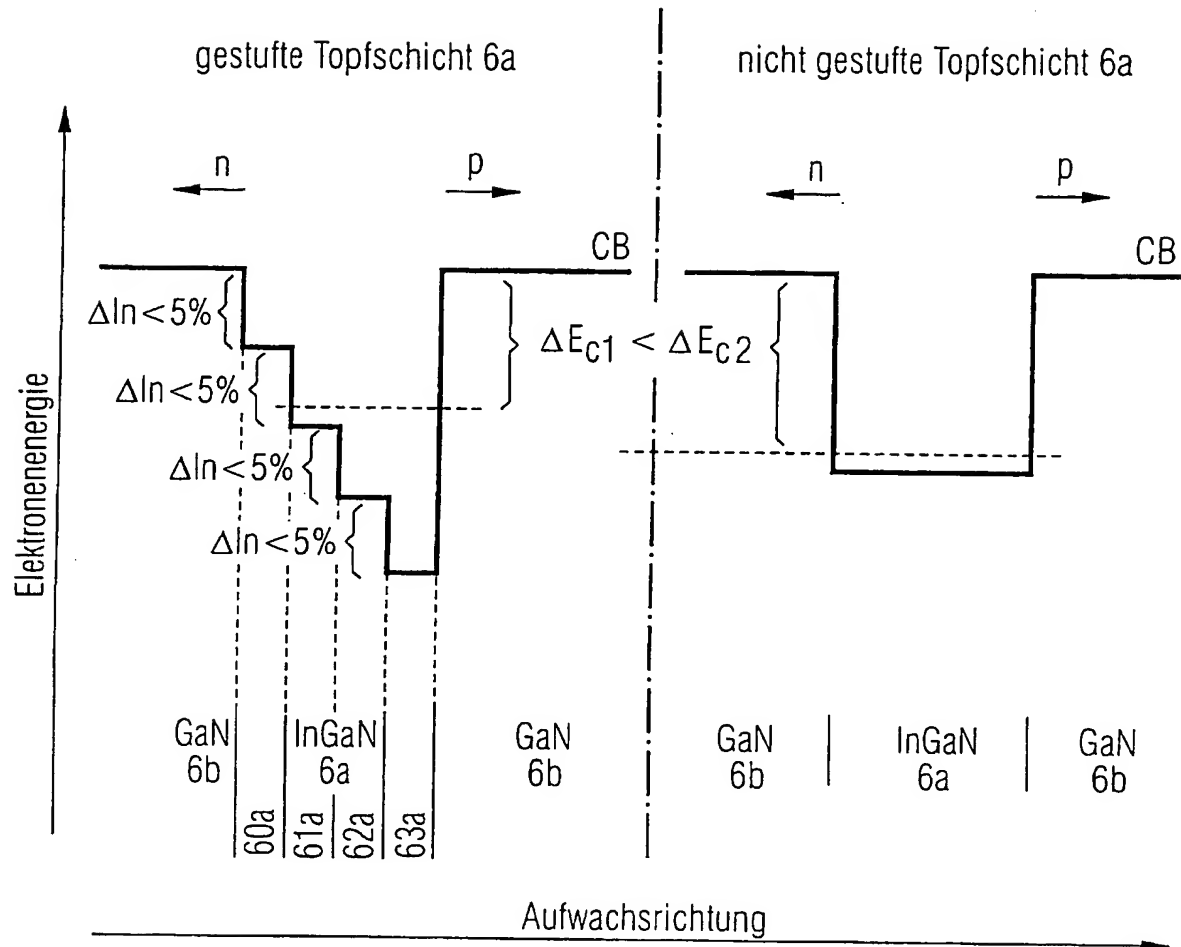 gestufte Topfschicht 6a
nicht gestufte Topfschicht 6a
n
p
n
p
CB
CB
ΔIn<5%
ΔIn<5%
ΔIn<5%
ΔIn<5%
ΔEc1 < ΔEc2
Elektronenenergie
GaN
6b
InGaN
6a
GaN
6b
GaN
6b
InGaN
6a
GaN
6b
60a
61a
62a
63a
Aufwachsrichtung